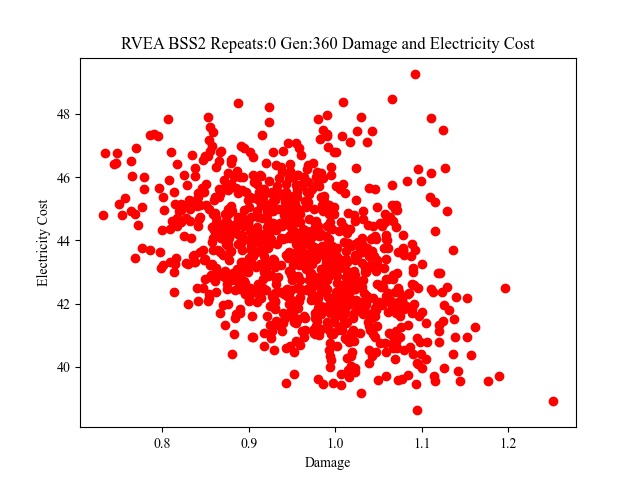 RVEA BSS2 Repeats:0 Gen:360 Damage and Electricity Cost
48
46
44
42
40
Electricity Cost
0.8 0.9 1.0 1.1 1.2
Damage